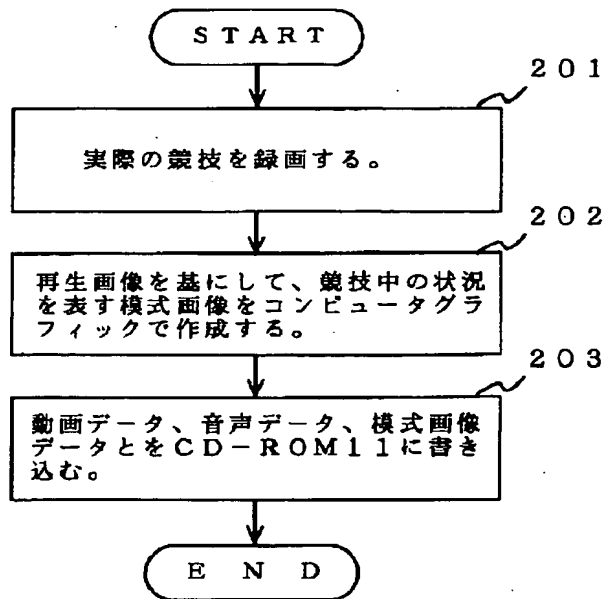 START
201
実際の競技を録画する。
202
再生画像を基にして、競技中の状況
を表す模式画像をコンピュータグラ
フィックで作成する。
203
動画データ、音声データ、模式画像
データとをCD-ROM11に書き
込む。
END